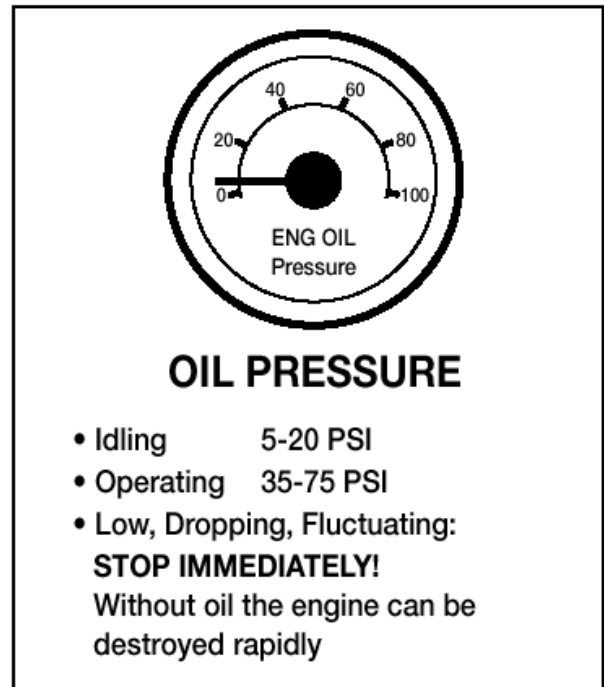 40 60
20 80
0 100
ENG OIL
Pressure
OIL PRESSURE
• Idling 5-20 PSI
• Operating 35-75 PSI
• Low, Dropping, Fluctuating:
STOP IMMEDIATELY!
Without oil the engine can be
destroyed rapidly